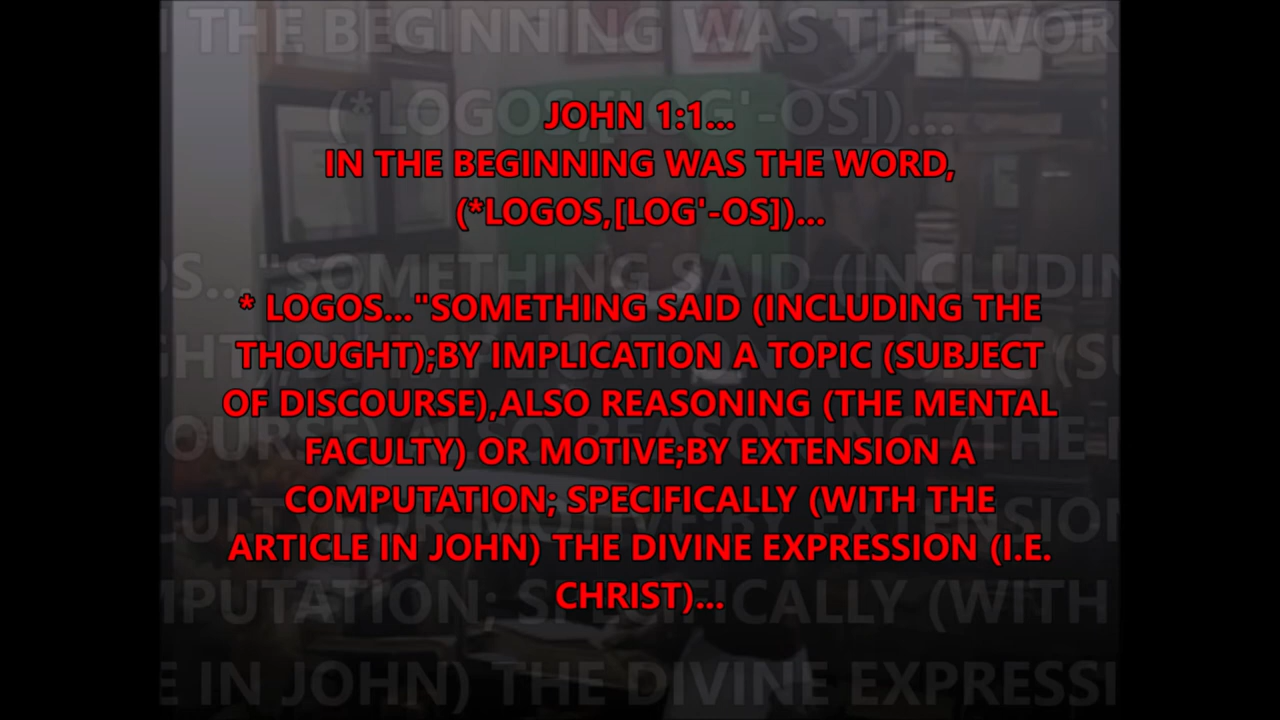 JOHN 1:1...
IN THE BEGINNING WAS THE WORD,
(*LOGOS,[LOG'-OS])...
* LOGOS..."SOMETHING SAID (INCLUDING THE
THOUGHT);BY IMPLICATION A TOPIC (SUBJECT
OF DISCOURSE),ALSO REASONING (THE MENTAL
FACULTY) OR MOTIVE;BY EXTENSION A
COMPUTATION; SPECIFICALLY (WITH THE
ARTICLE IN JOHN) THE DIVINE EXPRESSION (I.E.
CHRIST)...